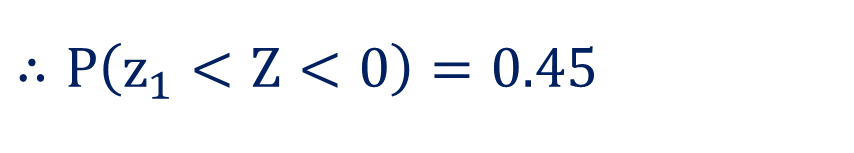 ∴ P(z₁ < Z < 0) = 0.45